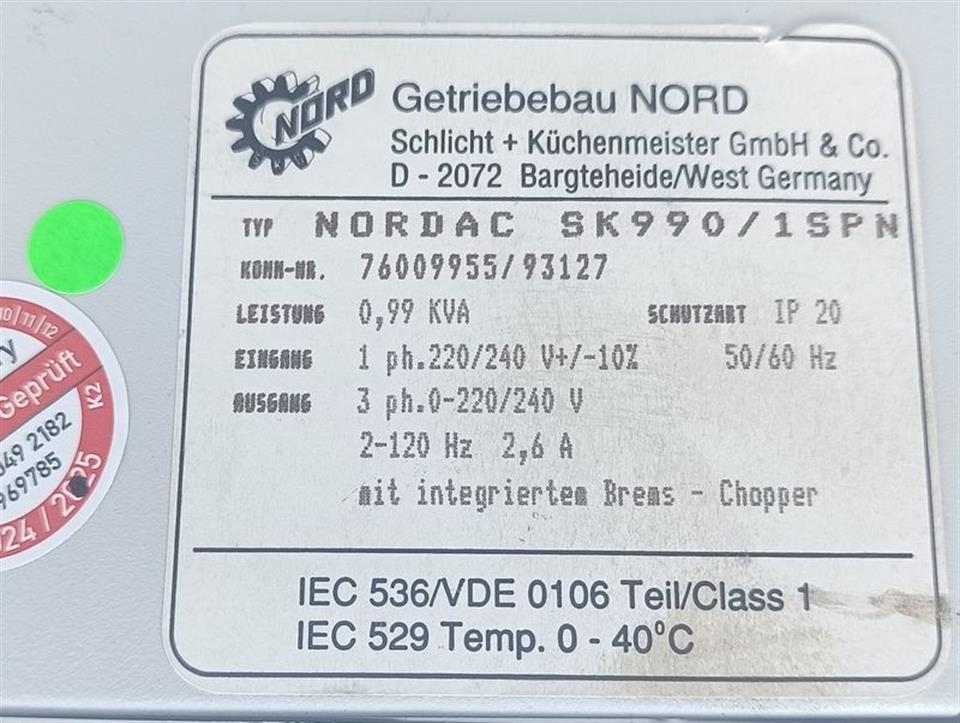 NORD
Getriebebau NORD
Schlicht + Küchenmeister GmbH & Co.
D - 2072 Bargteheide/West Germany
TYP NORDAC SK990/1SPN
KOMM-NR. 76009955/93127
LEISTUNG 0,99 KVA SCHUTZART IP 20
EINGANG 1 ph.220/240 V+/-10% 50/60 Hz
AUSGANG 3 ph.0-220/240 V
2-120 Hz 2,6 A
mit integriertem Brems - Chopper
IEC 536/VDE 0106 Teil/Class 1
IEC 529 Temp. 0 - 40°C
10/11/12
Geprüft
K2
049 2182
969785